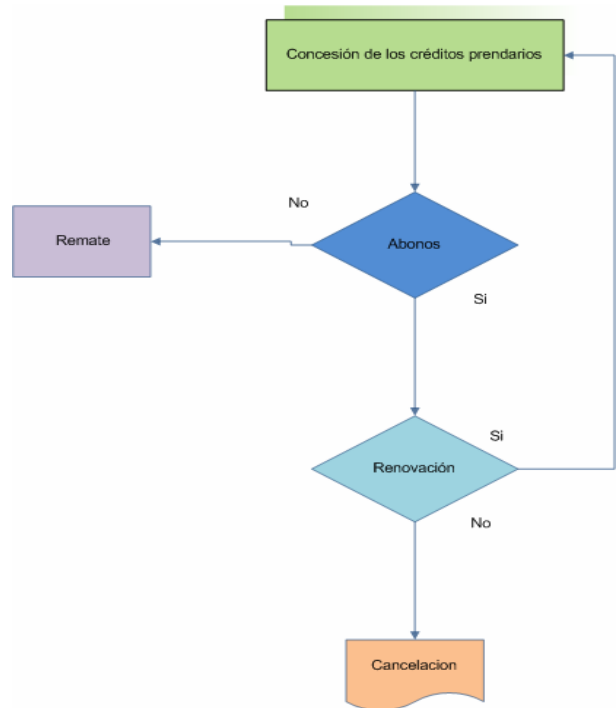 Concesión de los créditos prendarios
No
Remate
Abonos
Si
Si
Renovación
No
Cancelacion